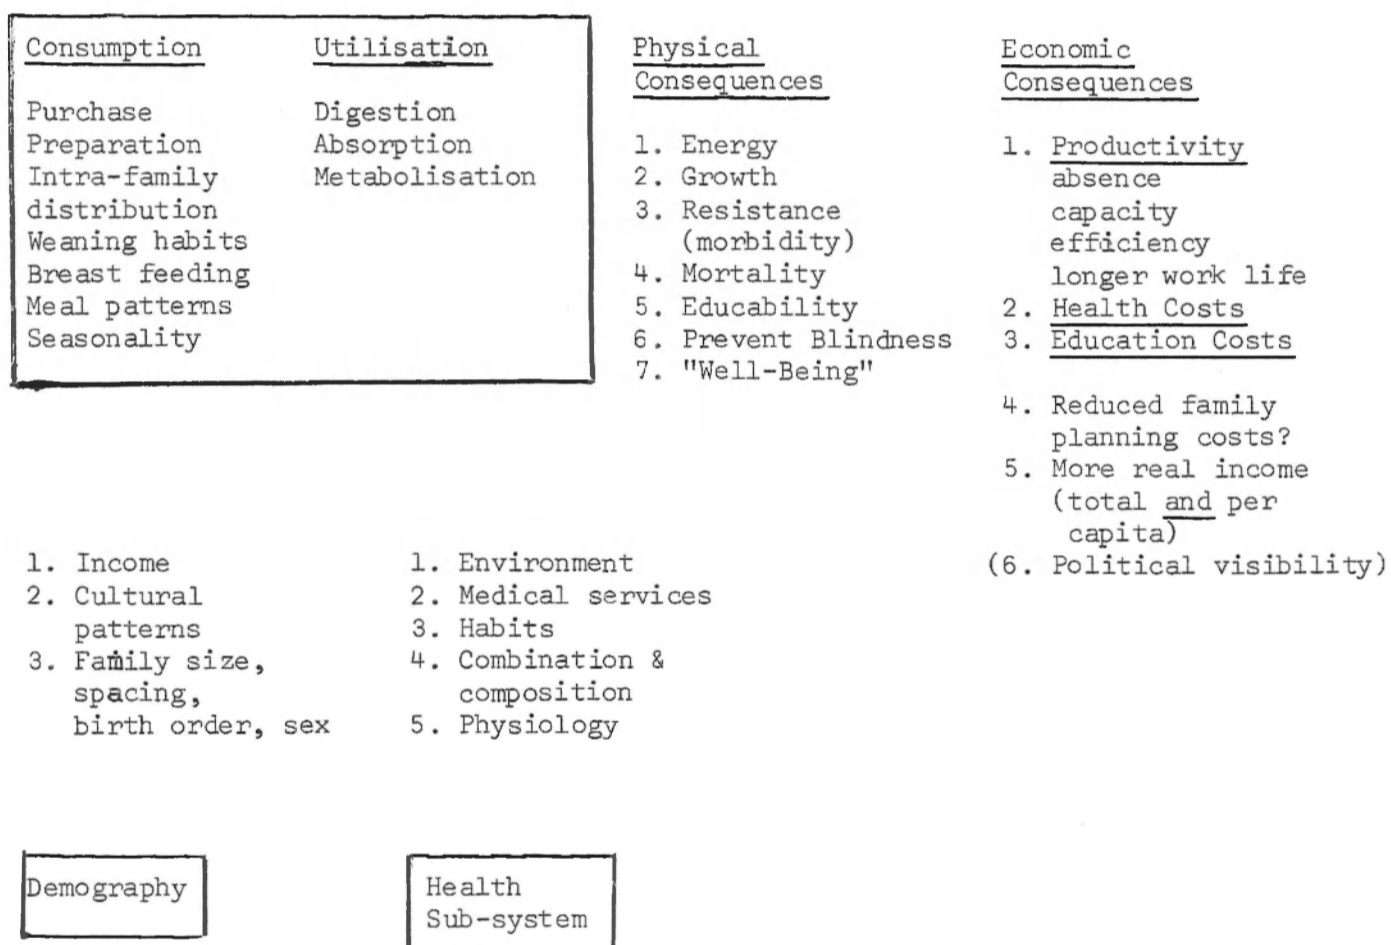 Consumption
Purchase
Preparation
Intra-family
distribution
Weaning habits
Breast feeding
Meal patterns
Seasonality
Utilisation
Digestion
Absorption
Metabolisation
Physical
Consequences
1. Energy
2. Growth
3. Resistance
(morbidity)
4. Mortality
5. Educability
6. Prevent Blindness
7. "Well-Being"
Economic
Consequences
1. Productivity
absence
capacity
efficiency
longer work life
2. Health Costs
3. Education Costs
4. Reduced family
planning costs?
5. More real income
(total and per
capita)
(6. Political visibility)
1. Income
2. Cultural
patterns
3. Family size,
spacing,
birth order, sex
1. Environment
2. Medical services
3. Habits
4. Combination &
composition
5. Physiology
Demography
Health
Sub-system